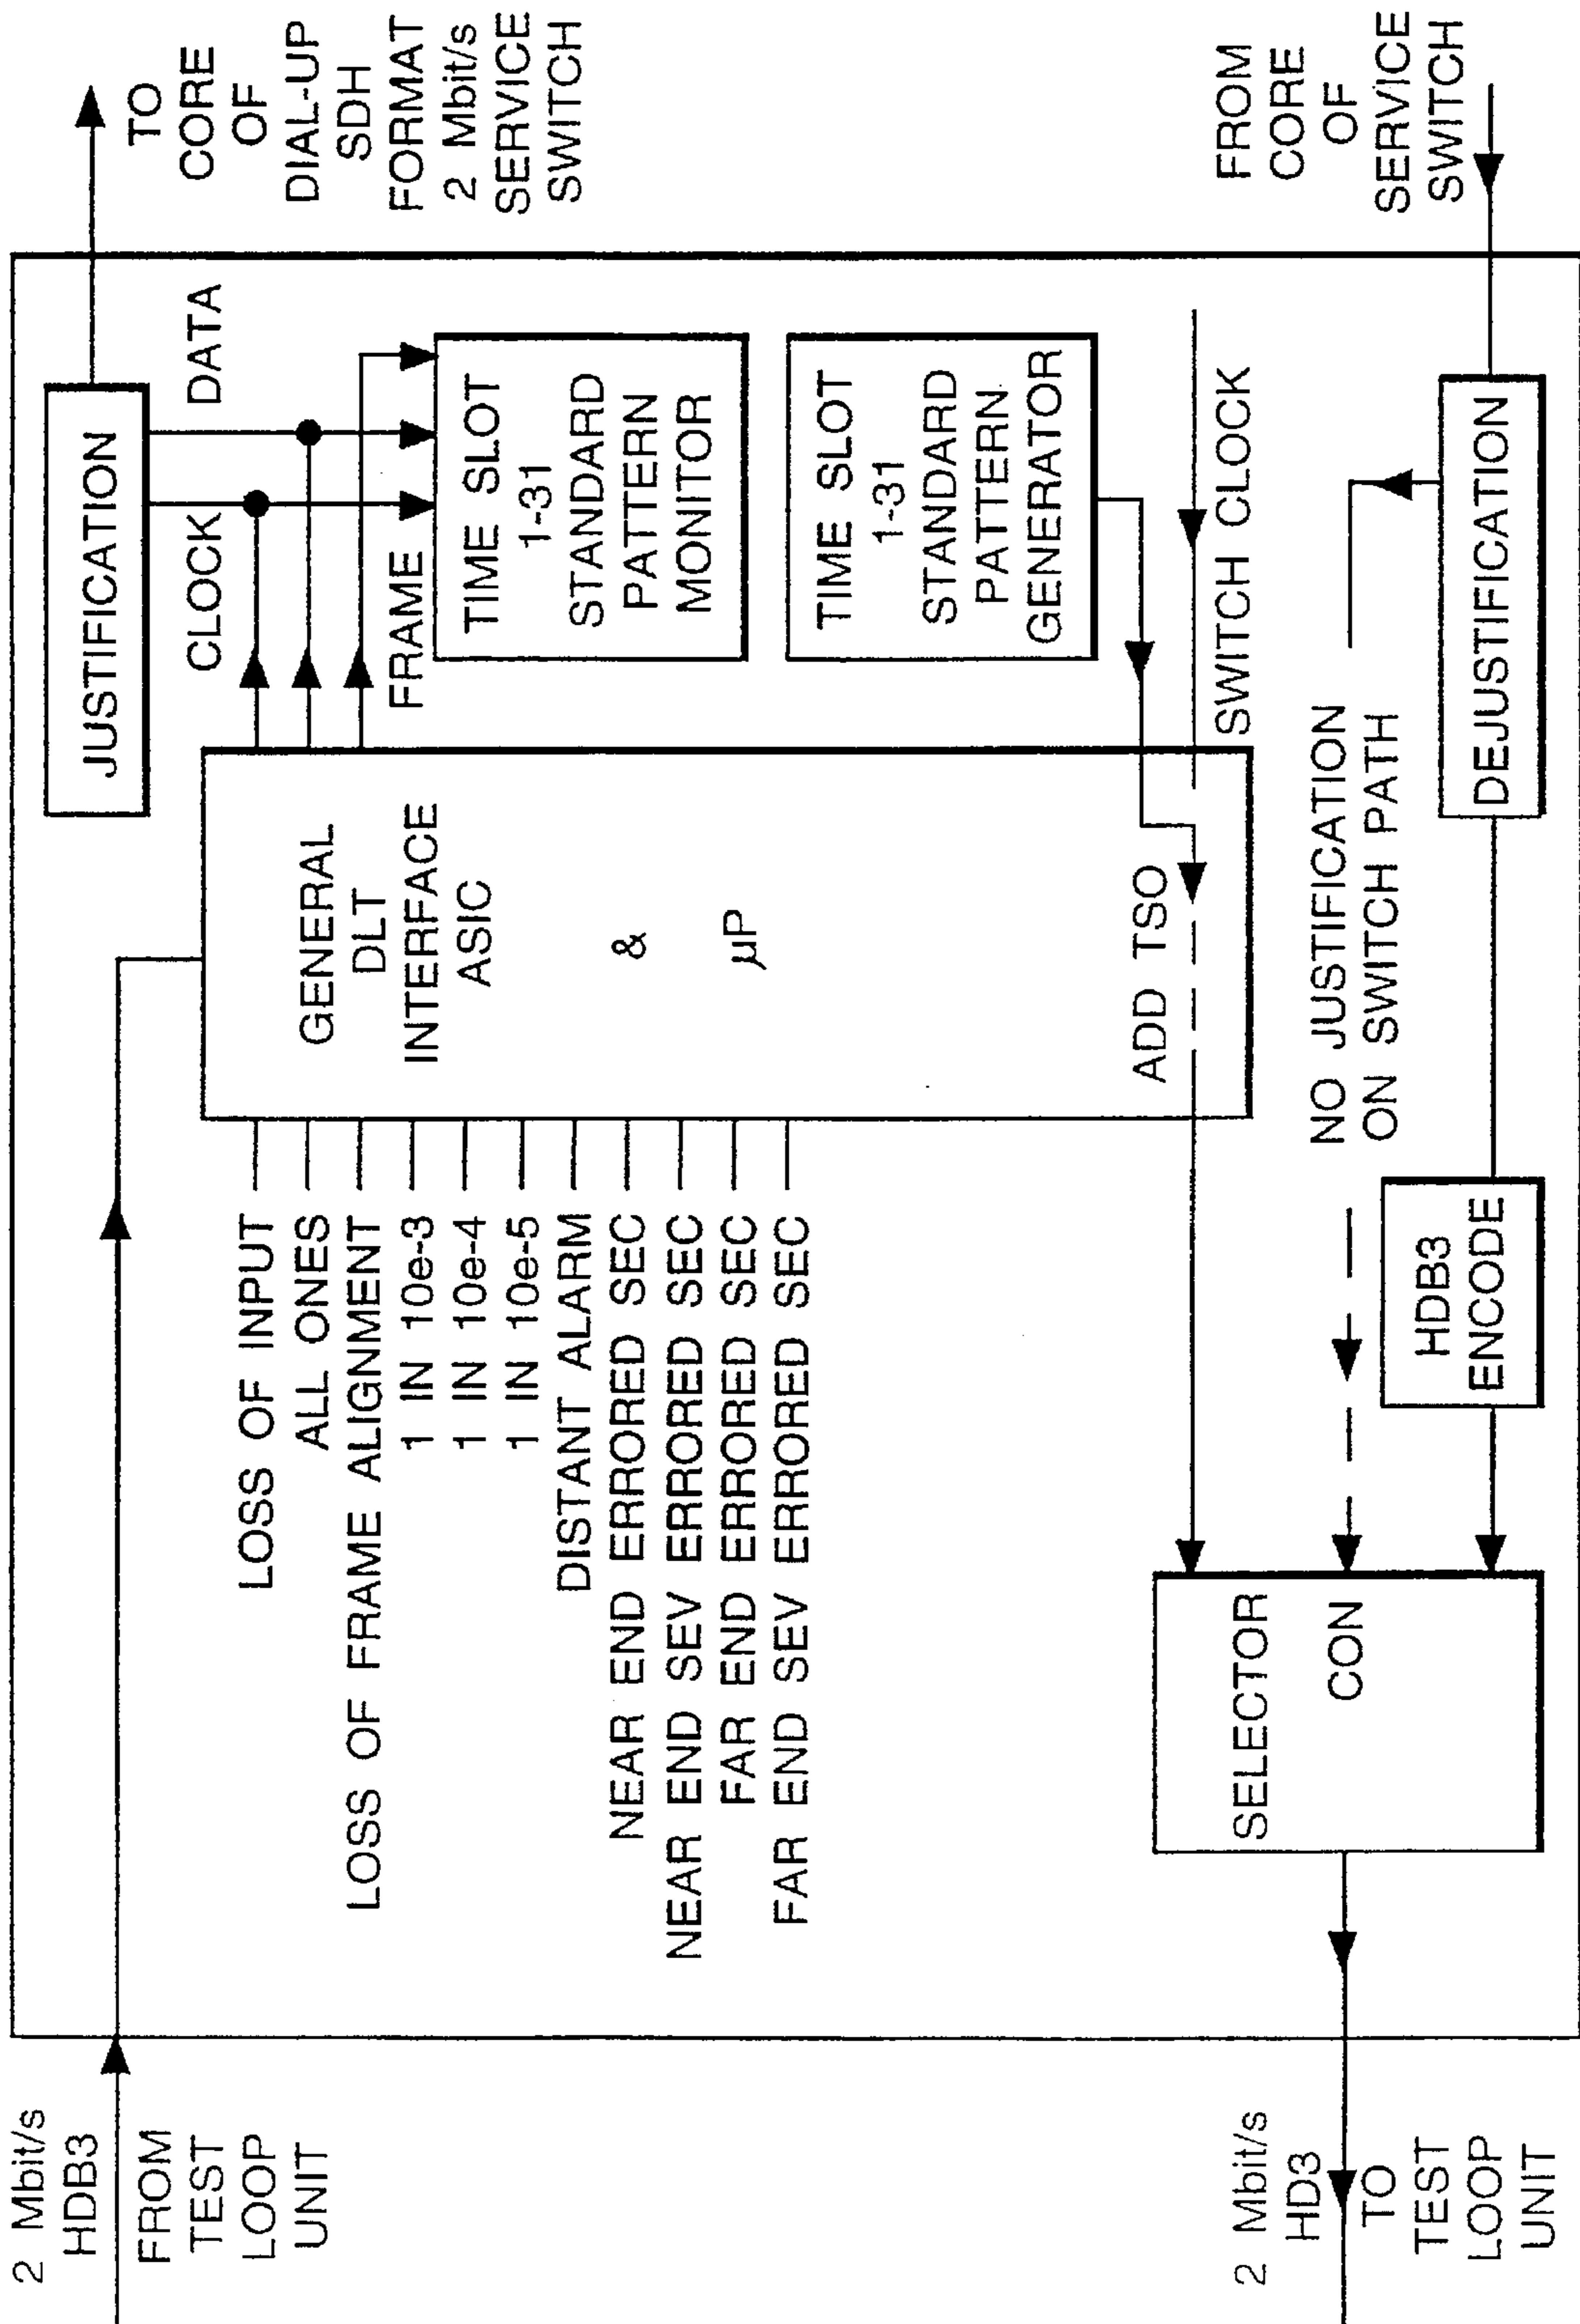 2 Mbit/s
HDB3
FROM
TEST
LOOP
UNIT
JUSTIFICATION
TO
CORE
OF
DIAL-UP
SDH
FORMAT
2 Mbit/s
SERVICE
SWITCH
CLOCK
DATA
FRAME
LOSS OF INPUT
ALL ONES
LOSS OF FRAME ALIGNMENT
1 IN 10e-3
1 IN 10e-4
1 IN 10e-5
DISTANT ALARM
NEAR END ERRORED SEC
NEAR END SEV ERRORED SEC
FAR END ERRORED SEC
FAR END SEV ERRORED SEC
GENERAL
DLT
INTERFACE
ASIC
&
µP
ADD TSO
TIME SLOT
1-31
STANDARD
PATTERN
MONITOR
TIME SLOT
1-31
STANDARD
PATTERN
GENERATOR
SWITCH CLOCK
SELECTOR
CON
NO JUSTIFICATION
ON SWITCH PATH
HDB3
ENCODE
DEJUSTIFICATION
FROM
CORE
OF
SERVICE
SWITCH
2 Mbit/s
HD3
TO
TEST
LOOP
UNIT